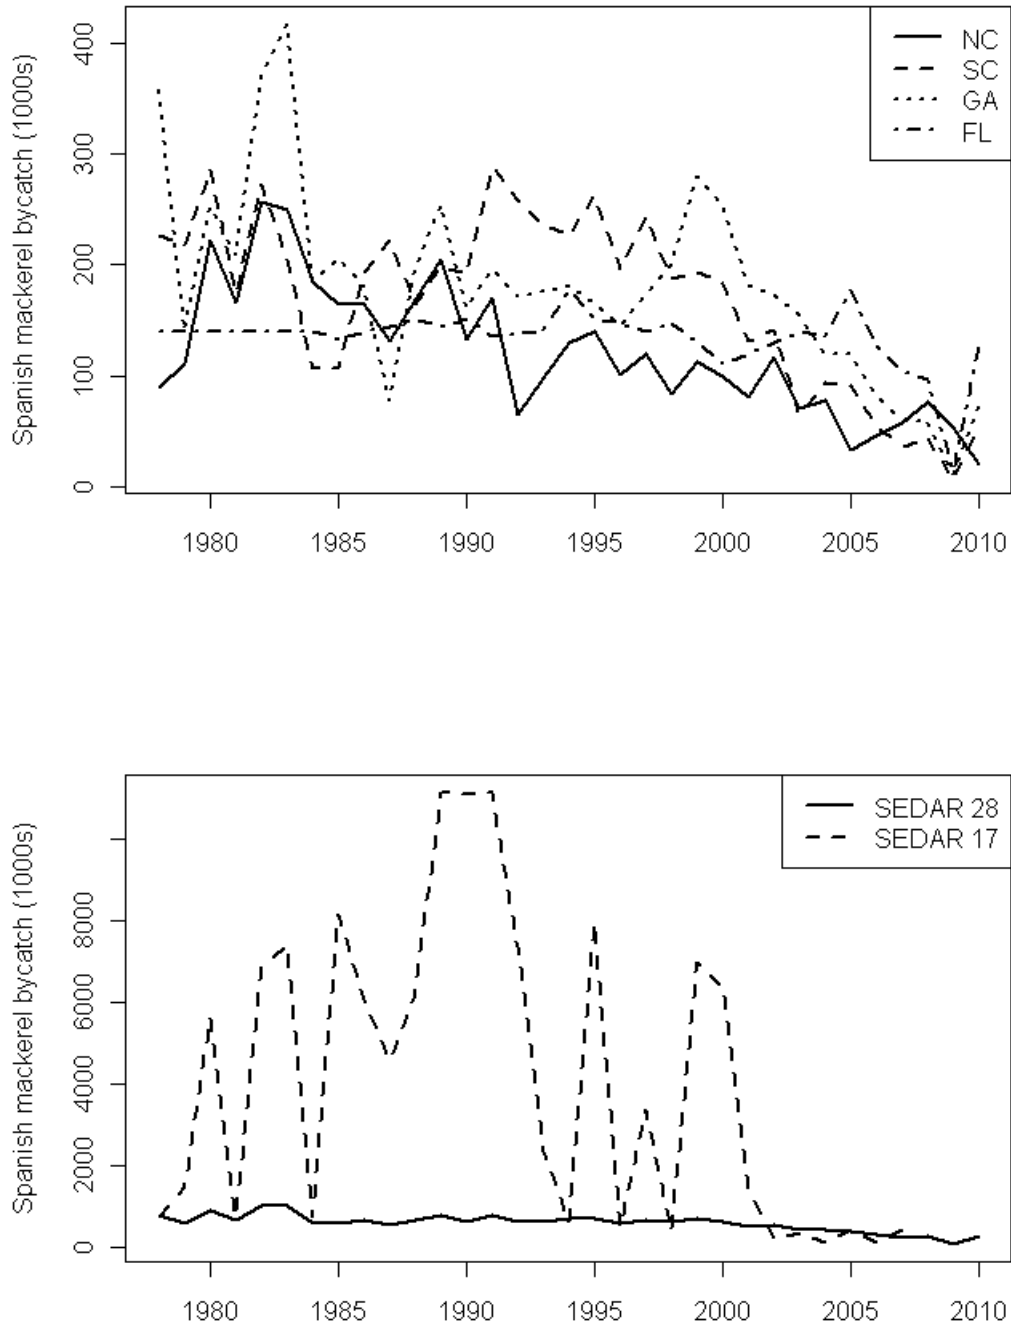 Spanish mackerel bycatch (1000s)
400
300
200
100
0
NC
SC
GA
FL
1980 1985 1990 1995 2000 2005 2010
Spanish mackerel bycatch (1000s)
8000
6000
4000
2000
0
SEDAR 28
SEDAR 17
1980 1985 1990 1995 2000 2005 2010